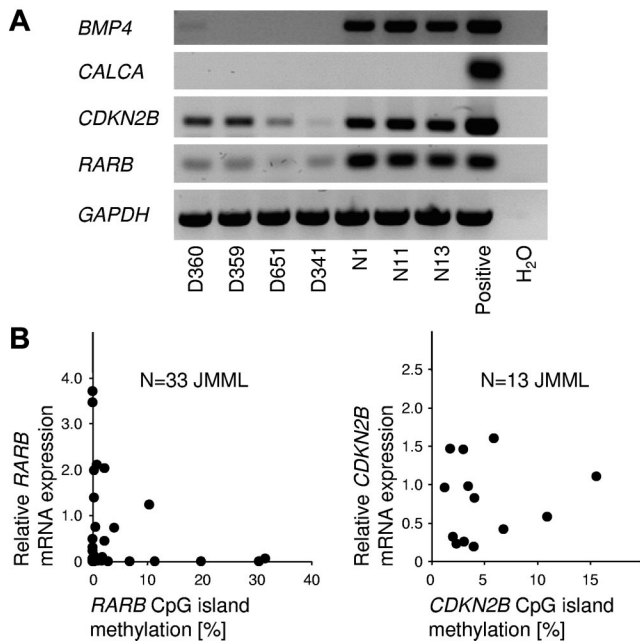 A
BMP4
CALCA
CDKN2B
RARB
GAPDH
D360 D359 D651 D341 N1 N11 N13 Positive H₂O
B
N=33 JMML
Relative RARB
mRNA expression
4.0
3.0
2.0
1.0
0.0
0 10 20 30 40
RARB CpG island
methylation [%]
N=13 JMML
Relative CDKN2B
mRNA expression
2.5
2.0
1.5
1.0
0.5
0
0 5 10 15
CDKN2B CpG island
methylation [%]